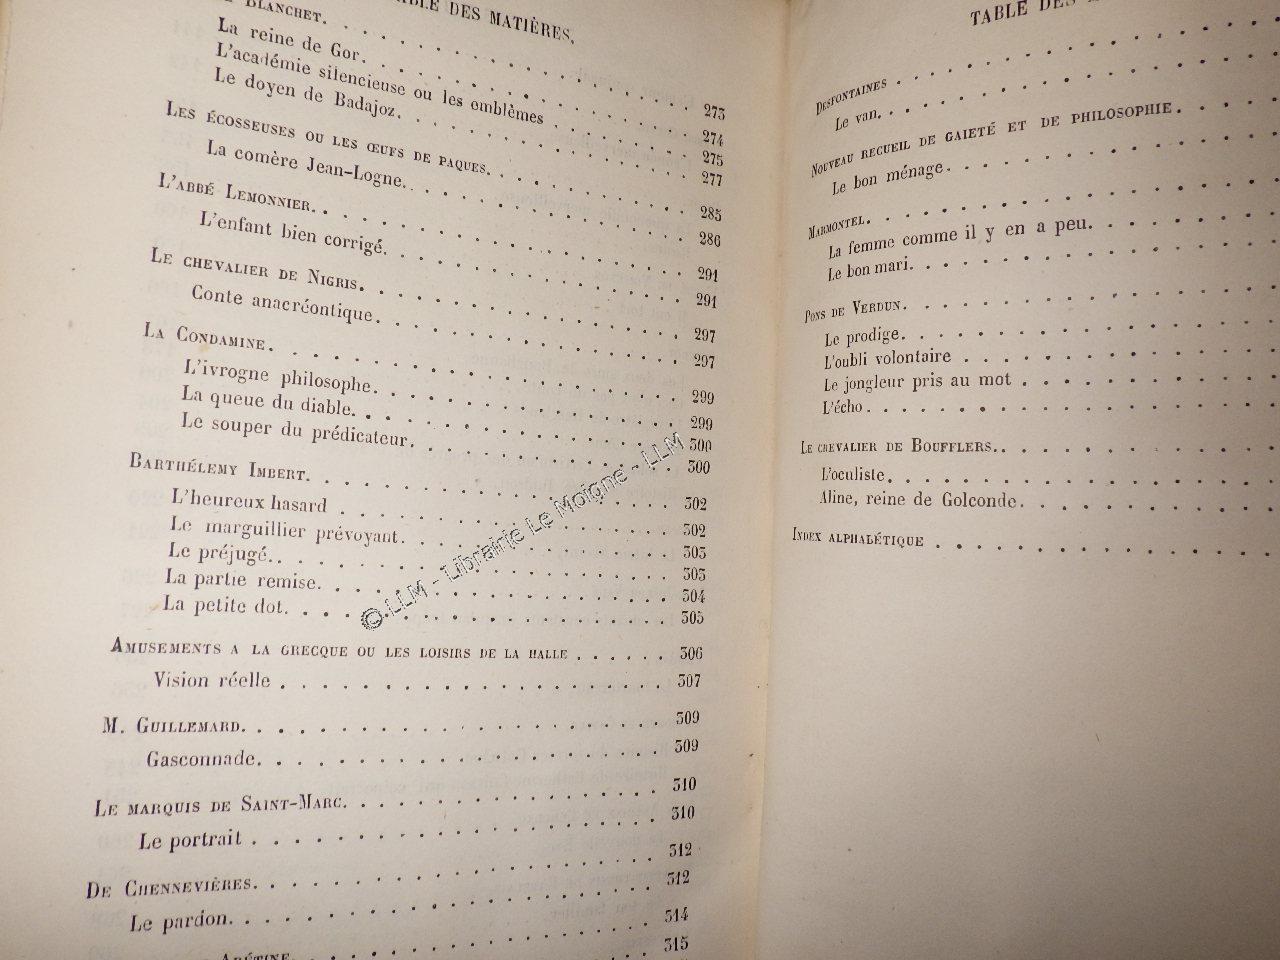 TABLE DES MATIÈRES.
BLANCHET. 273
La reine de Gor. 274
L'académie silencieuse ou les emblèmes 275
Le doyen de Badajoz. 277
LES ÉCOSSEUSES OU LES ŒUFS DE PAQUES. 285
La comère Jean-Logne. 286
L'ABBÉ LEMONNIER. 291
L'enfant bien corrigé. 291
LE CHEVALIER DE NIGRIS. 297
Conte anacréontique. 297
LA CONDAMINE. 299
L'ivrogne philosophe. 299
La queue du diable. 300
Le souper du prédicateur. 300
BARTHÉLEMY IMBERT. 302
L'heureux hasard 302
Le marguillier prévoyant. 303
Le préjugé. 303
La partie remise. 304
La petite dot. 305
AMUSEMENTS A LA GRECQUE OU LES LOISIRS DE LA HALLE 306
Vision réelle 307
M. GUILLEMARD. 309
Gasconnade. 309
LE MARQUIS DE SAINT-MARC. 310
Le portrait 310
DE CHENNEVIÈRES. 312
Le pardon. 312
314
ARÉTINE. 315
TABLE DES
DESFONTAINES
Le van.
NOUVEAU RECUEIL DE GAIETÉ ET DE PHILOSOPHIE.
Le bon ménage.
MARMONTEL.
La femme comme il y en a peu.
Le bon mari.
PONS DE VERDUN.
Le prodige.
L'oubli volontaire
Le jongleur pris au mot
L'écho.
LE CHEVALIER DE BOUFFLERS.
L'oculiste.
Aline, reine de Golconde.
INDEX ALPHALÉTIQUE
© LLM - Librairie Le Moigne - LLM